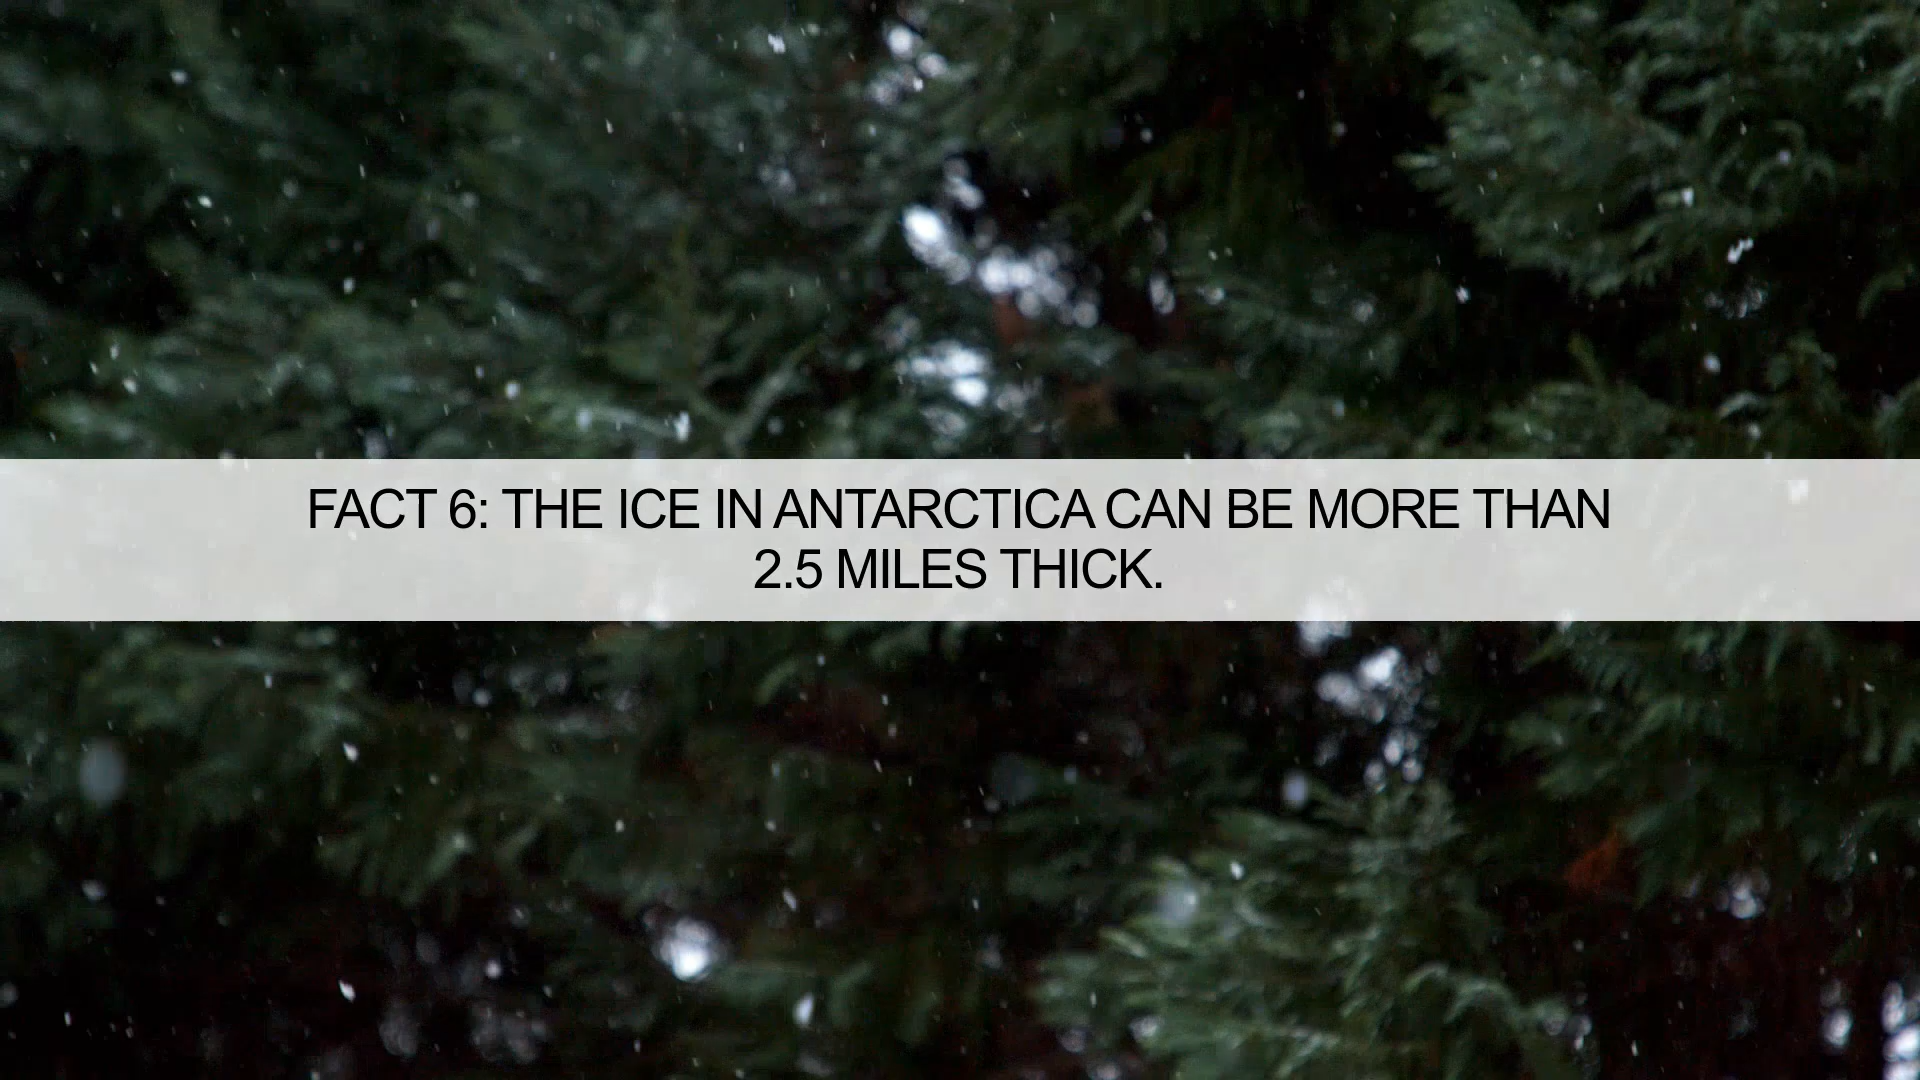 FACT 6: THE ICE IN ANTARCTICA CAN BE MORE THAN
2.5 MILES THICK.